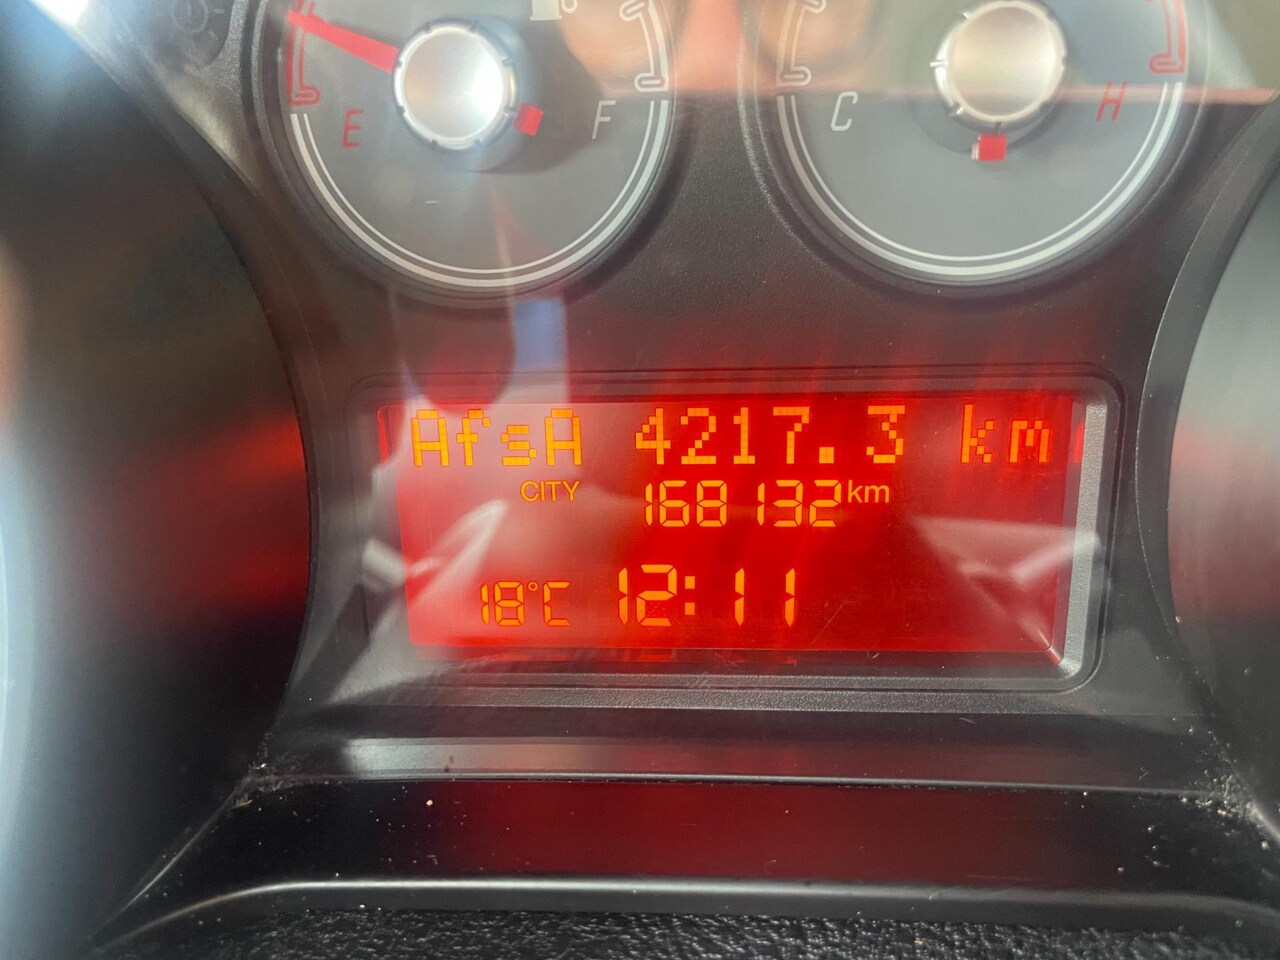 E F
C H
AfsA 4217.3 km
CITY 168132 km
18°C 12:11